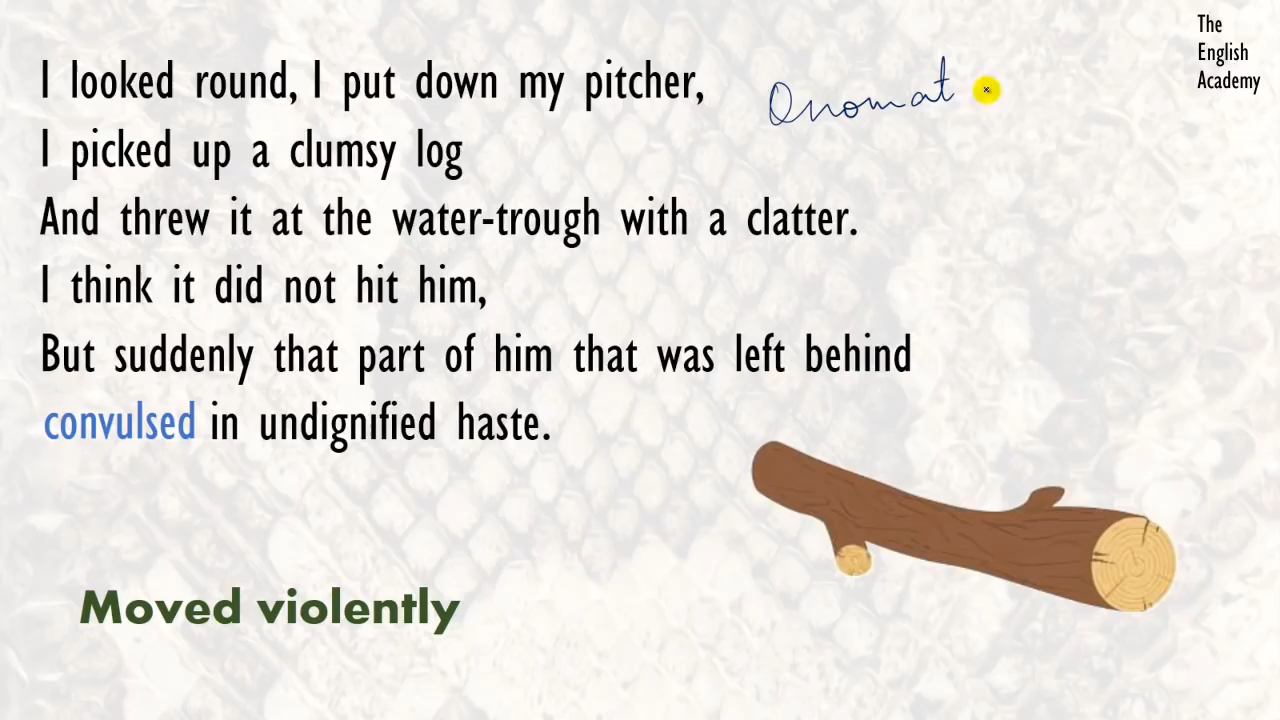 I looked round, I put down my pitcher,
I picked up a clumsy log
And threw it at the water-trough with a clatter.
I think it did not hit him,
But suddenly that part of him that was left behind
convulsed in undignified haste.
Onomat
The
English
Academy
Moved violently